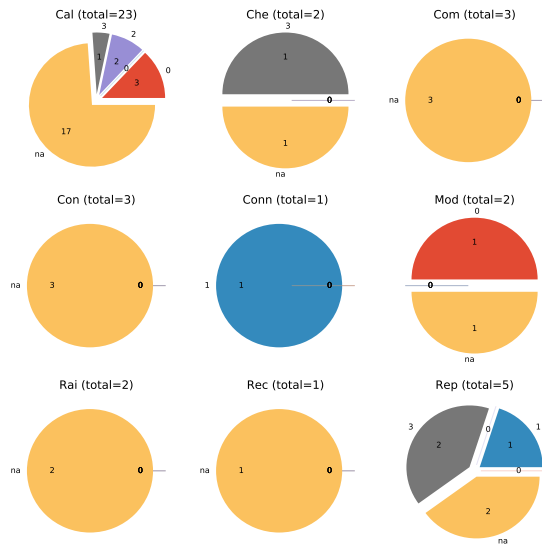 Cal (total=23)
3
2
0
1
2
0
3
17
na
Che (total=2)
3
1
0
1
na
Com (total=3)
na
3
0
Con (total=3)
na
3
0
Conn (total=1)
1
1
0
Mod (total=2)
0
1
0
1
na
Rai (total=2)
na
2
0
Rec (total=1)
na
1
0
Rep (total=5)
3
0
1
2
1
0
2
na